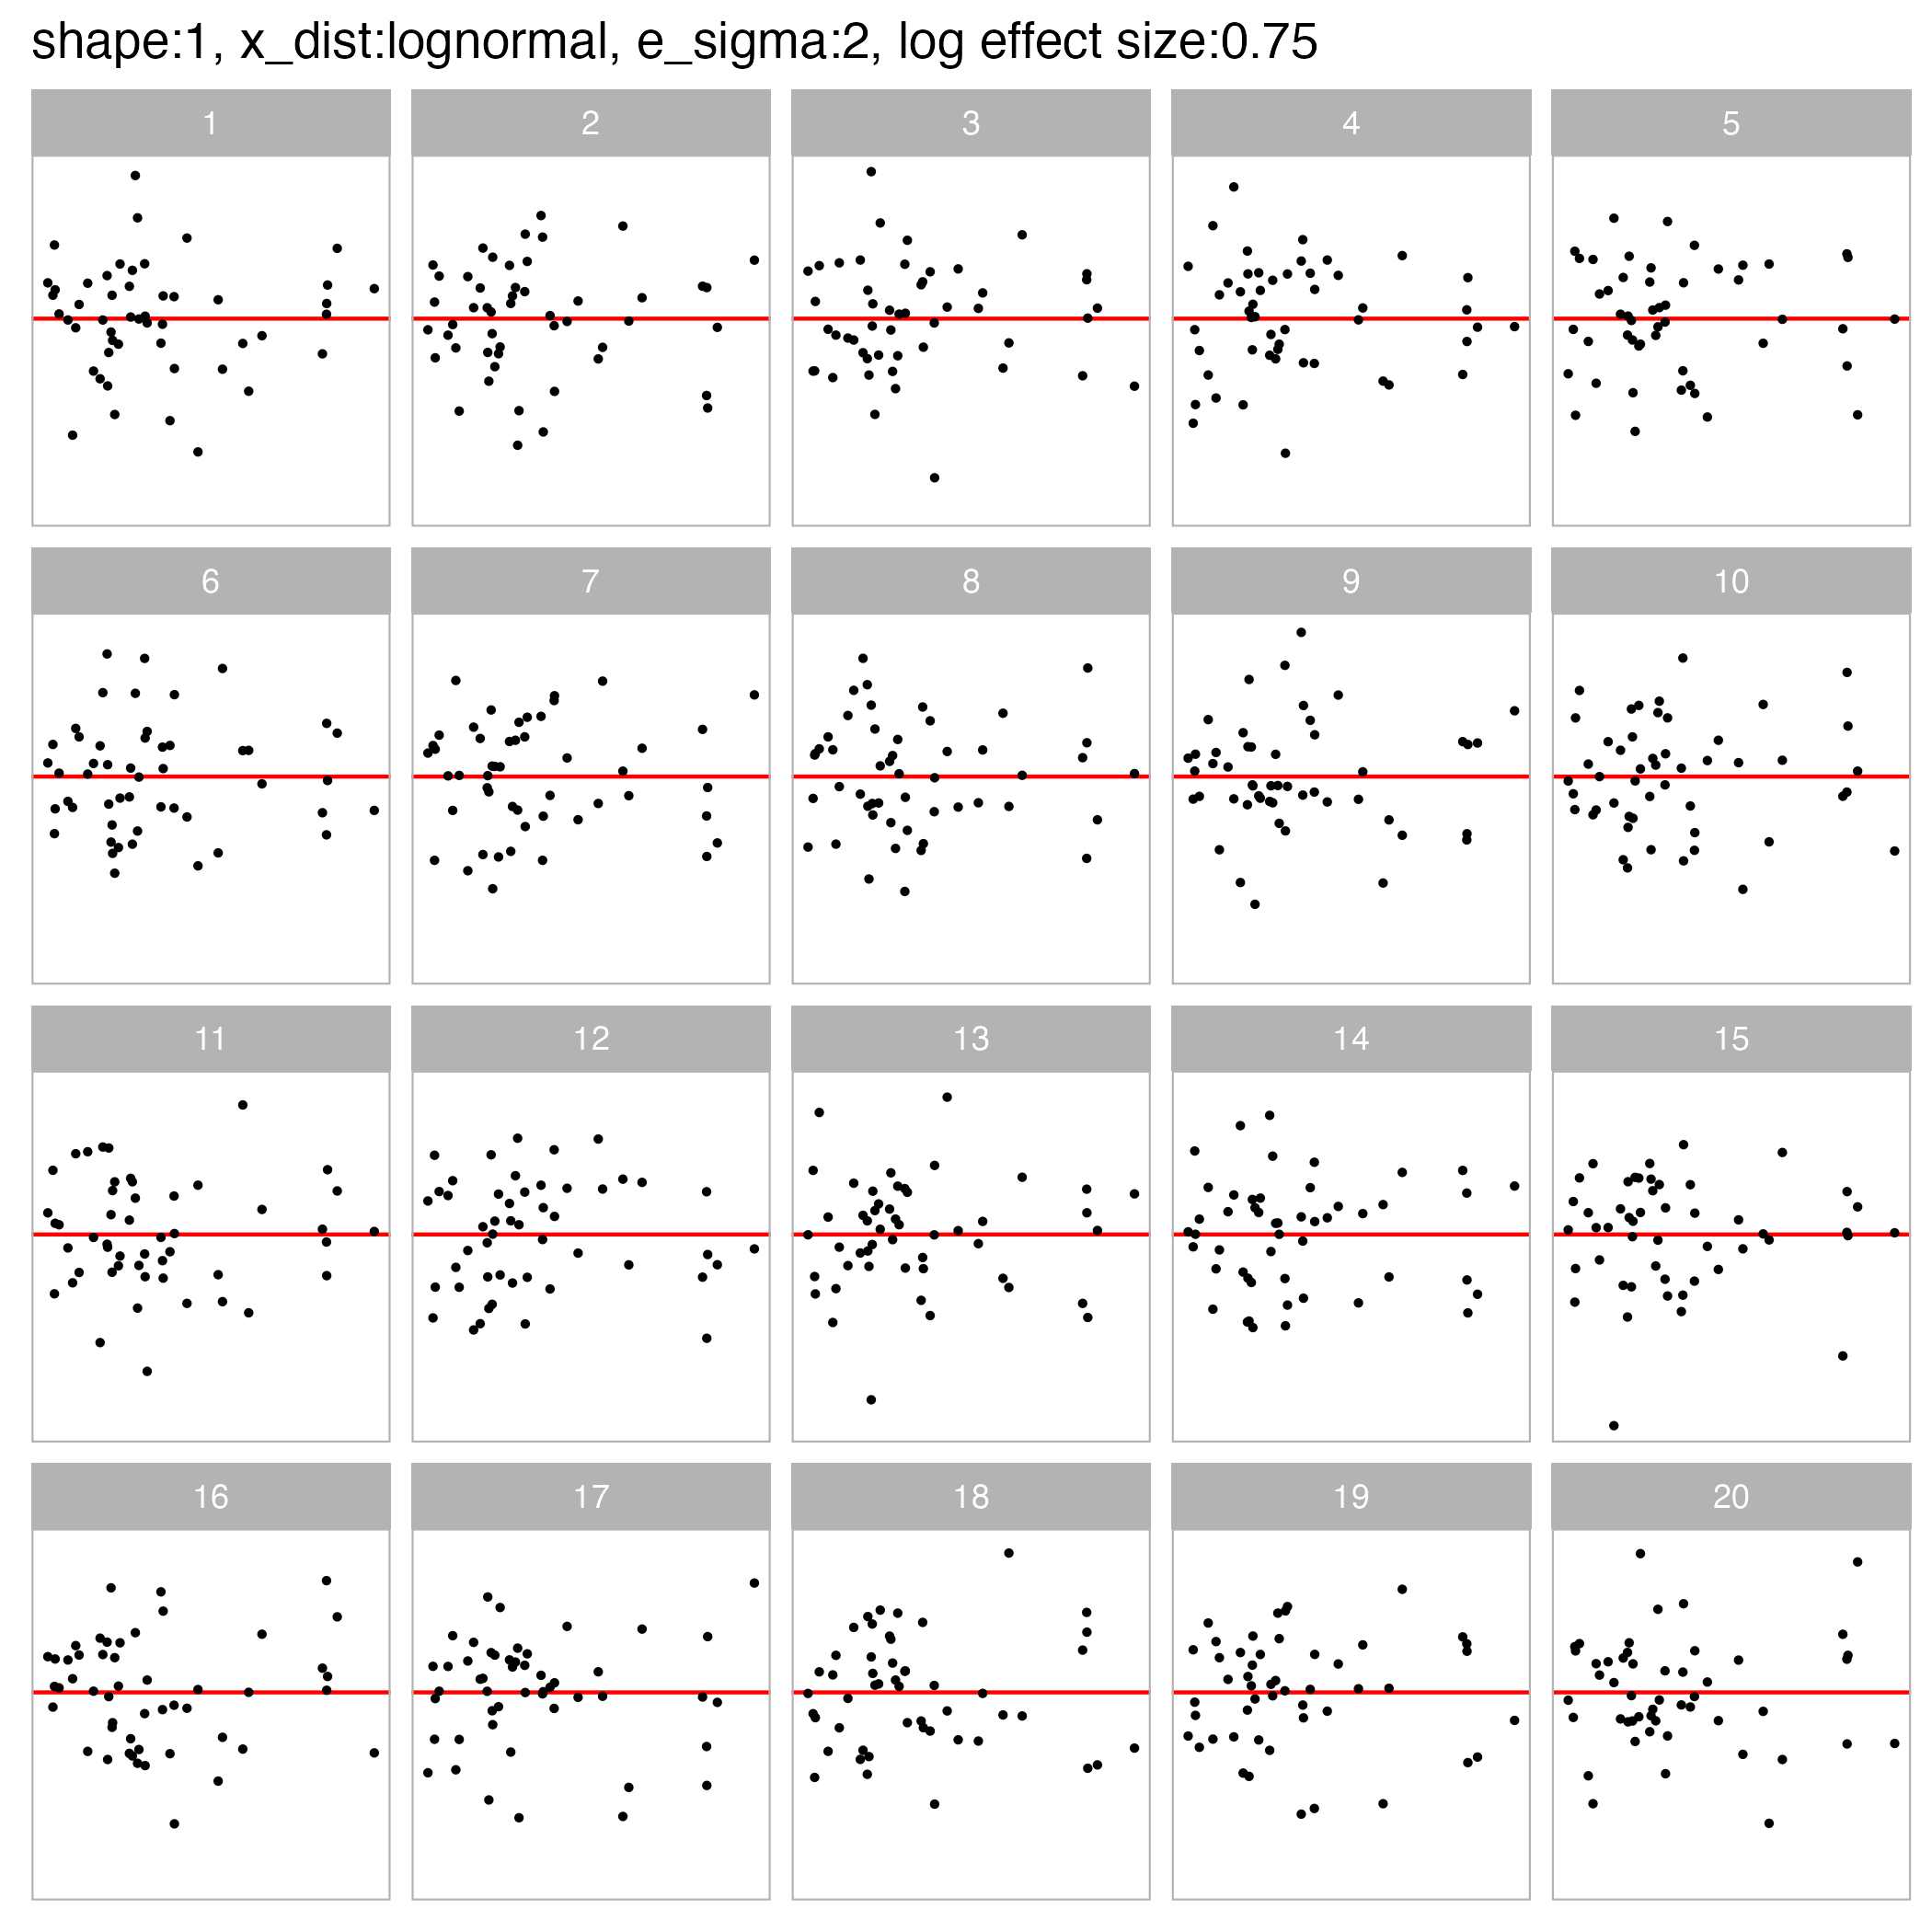 shape:1, x_dist:lognormal, e_sigma:2, log effect size:0.75
1 2 3 4 5
6 7 8 9 10
11 12 13 14 15
16 17 18 19 20